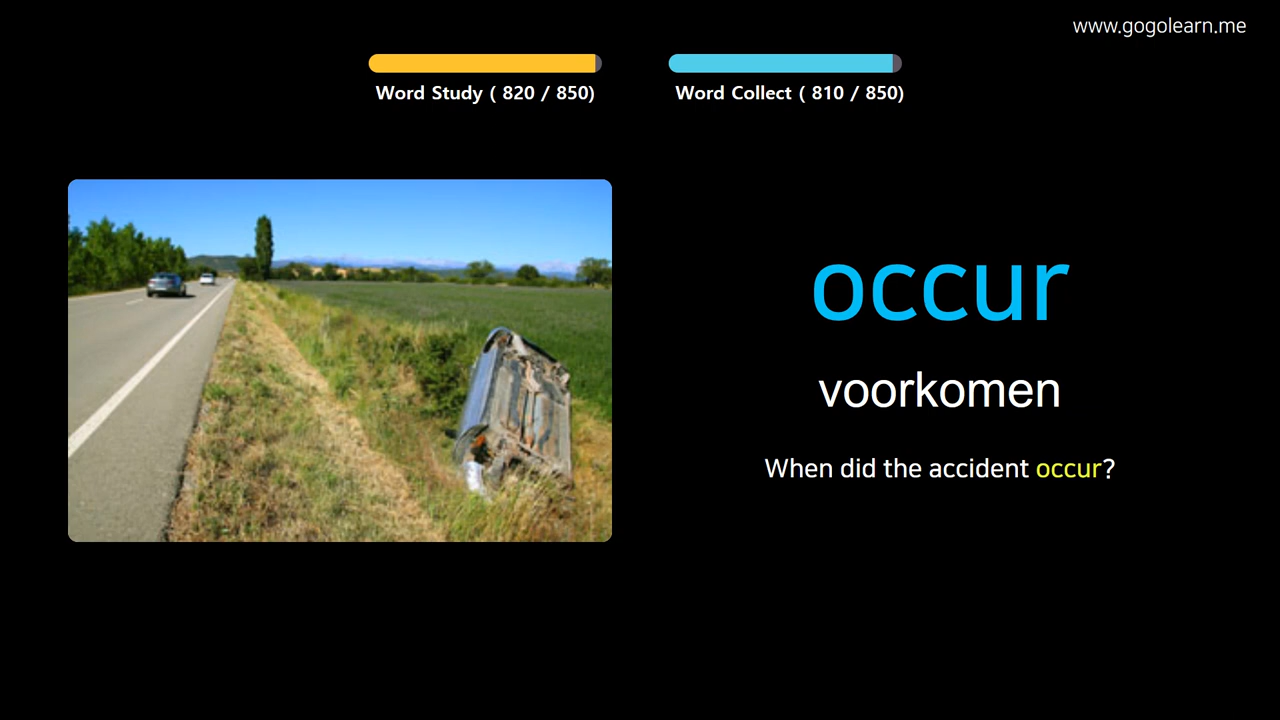 www.gogolearn.me
Word Study ( 820 / 850)
Word Collect ( 810 / 850)
occur
voorkomen
When did the accident occur?